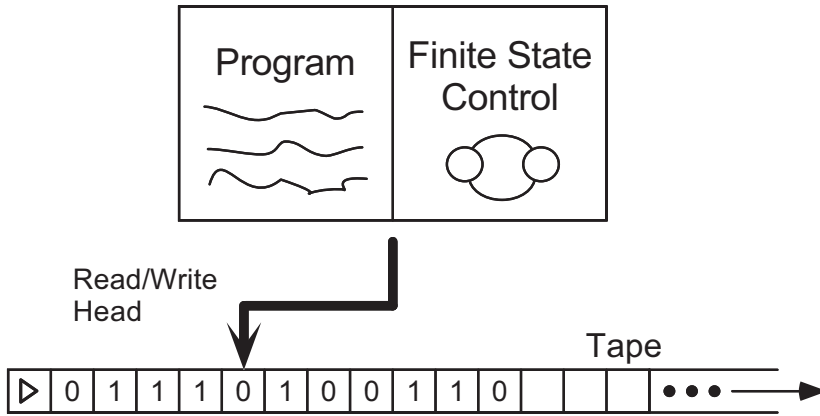 Program
Finite State
Control
Read/Write
Head
Tape
0 1 1 1 0 1 0 0 1 1 0